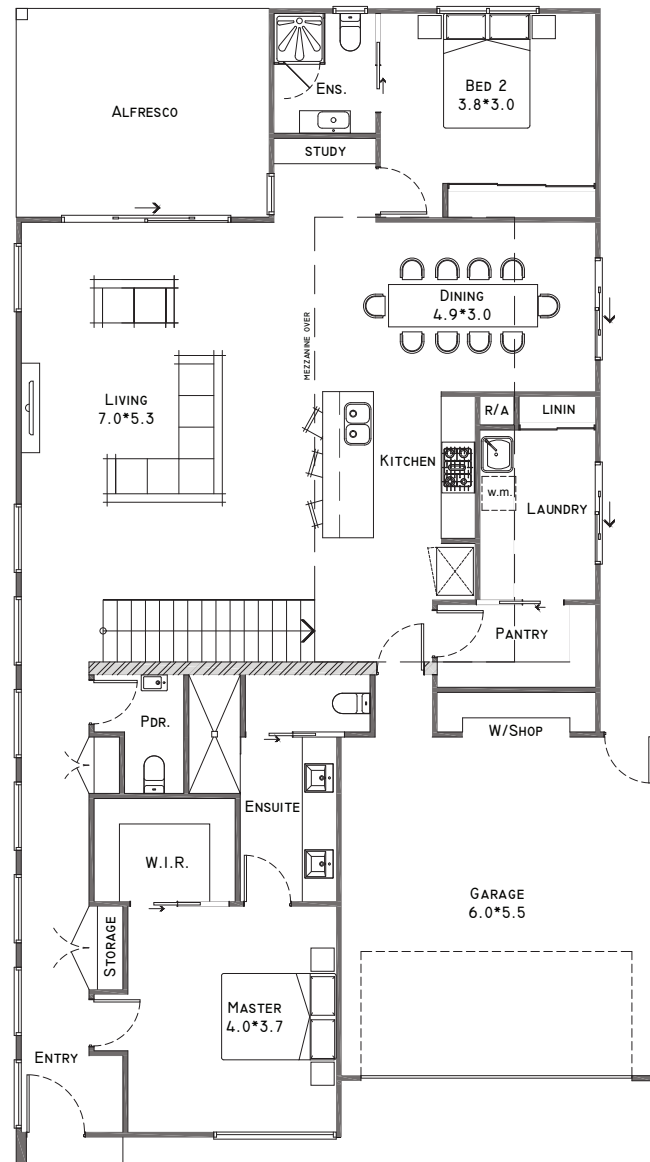 ENS.
BED 2
3.8*3.0
ALFRESCO
STUDY
DINING
4.9*3.0
MEZZANINE OVER
LIVING
7.0*5.3
R/A
LININ
KITCHEN
W.M.
LAUNDRY
PANTRY
PDR.
W/SHOP
ENSUITE
W.I.R.
GARAGE
6.0*5.5
STORAGE
MASTER
4.0*3.7
ENTRY